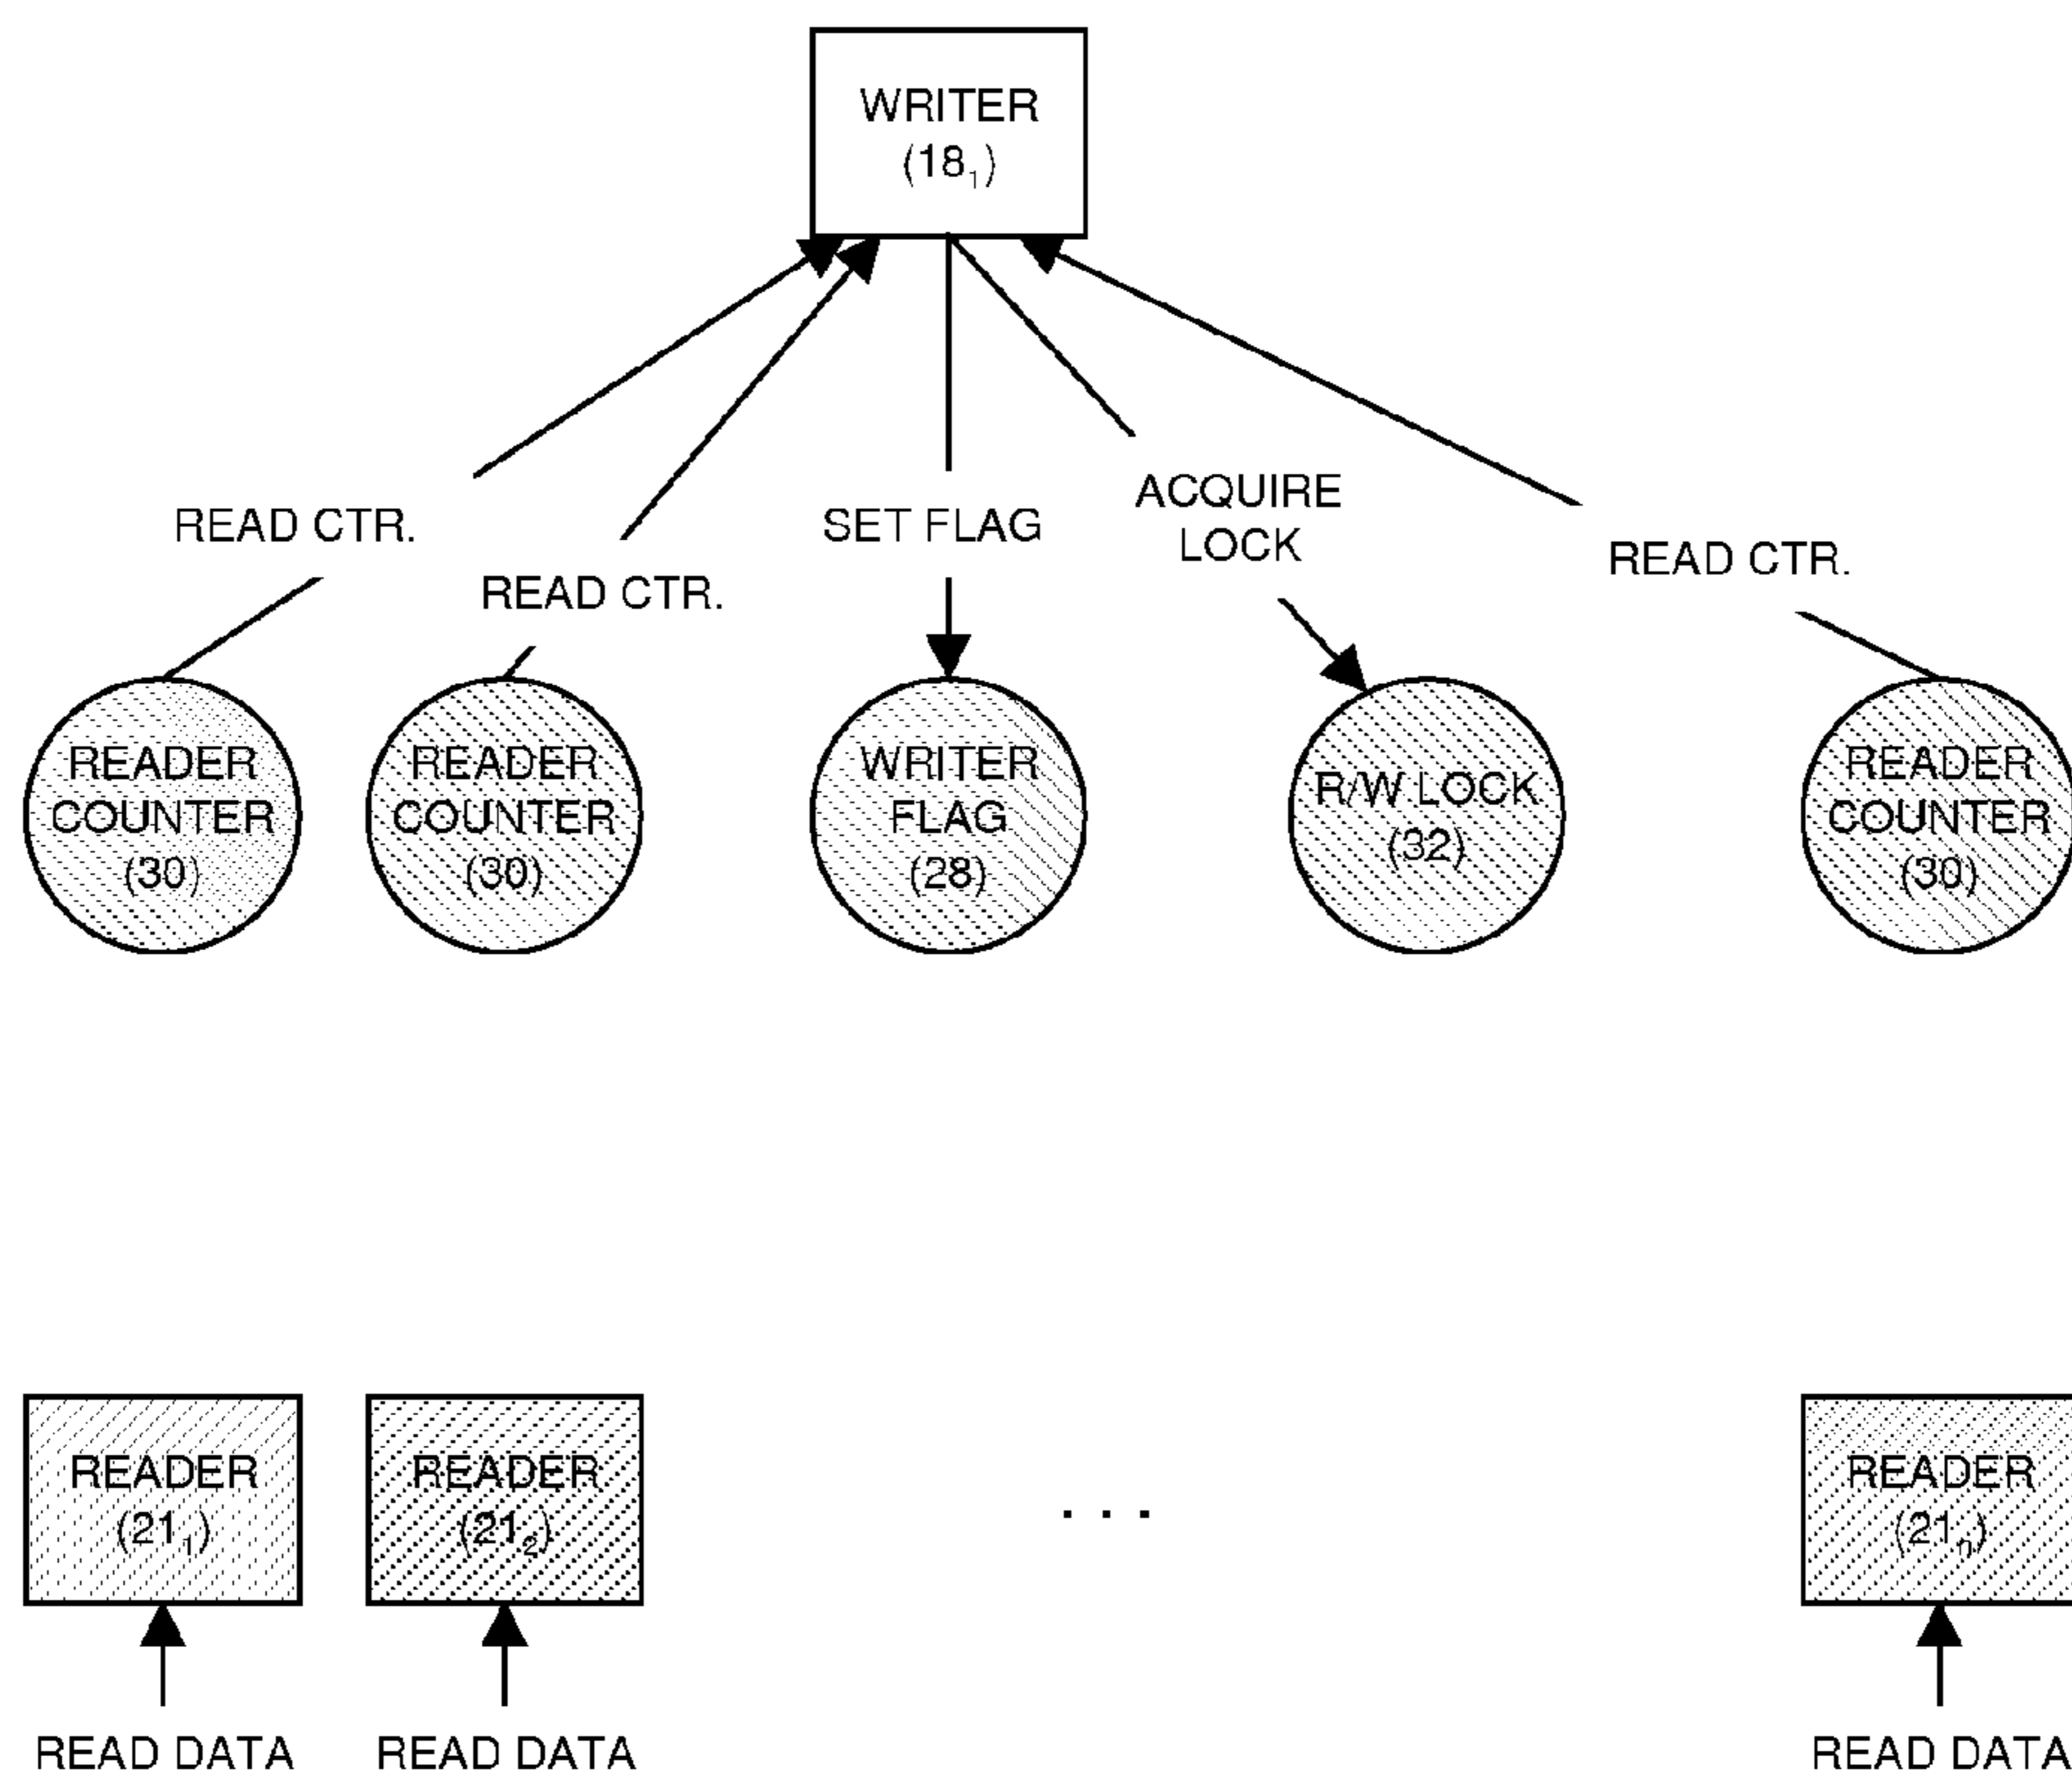 WRITER
(18₁)
READ CTR.
READ CTR.
SET FLAG
ACQUIRE
LOCK
READ CTR.
READER
COUNTER
(30)
READER
COUNTER
(30)
WRITER
FLAG
(28)
R/W LOCK
(32)
READER
COUNTER
(30)
READER
(21₁)
READER
(21₂)
. . .
READER
(21ₙ)
READ DATA
READ DATA
READ DATA